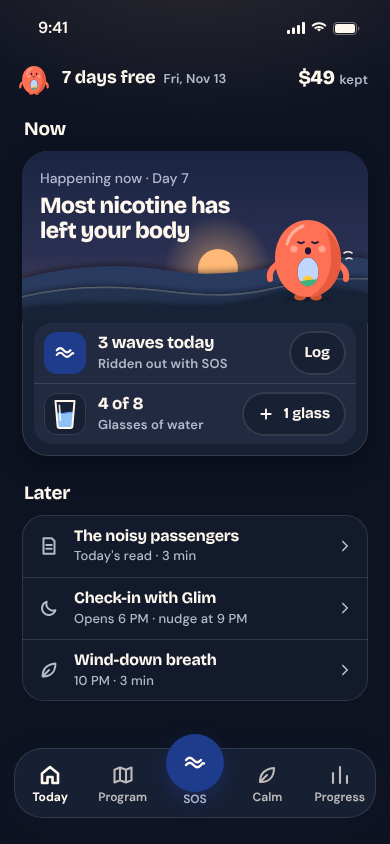 9:41
7 days free Fri, Nov 13
$49 kept
Now
Happening now · Day 7
Most nicotine has
left your body
3 waves today
Ridden out with SOS
Log
4 of 8
Glasses of water
+ 1 glass
Later
The noisy passengers
Today's read · 3 min
Check-in with Glim
Opens 6 PM · nudge at 9 PM
Wind-down breath
10 PM · 3 min
Today
Program
SOS
Calm
Progress